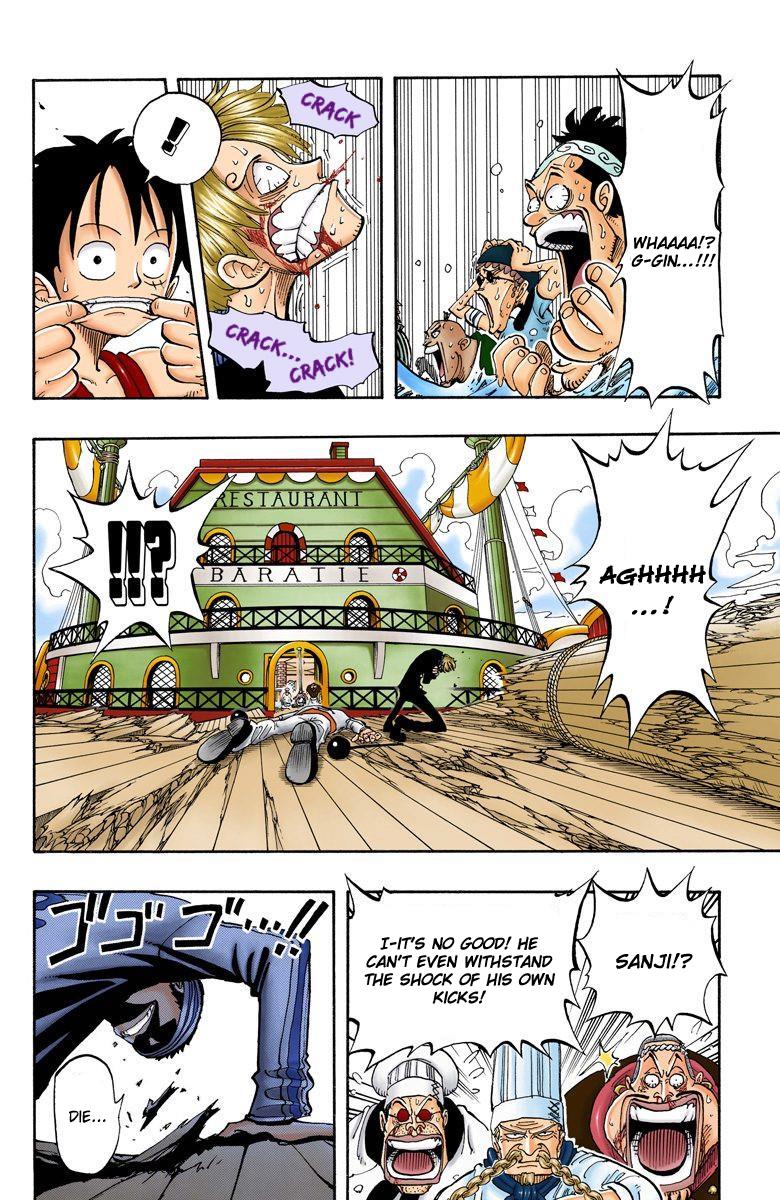 WHAAAA!?
G-GIN...!!!
CRACK
CRACK...
CRACK!
!
AGHHHH
...!
RESTAURANT
BARATIE
!!!?
SANJI!?
I-IT'S NO GOOD! HE
CAN'T EVEN WITHSTAND
THE SHOCK OF HIS OWN
KICKS!
ゴゴゴゴ...!!
DIE...